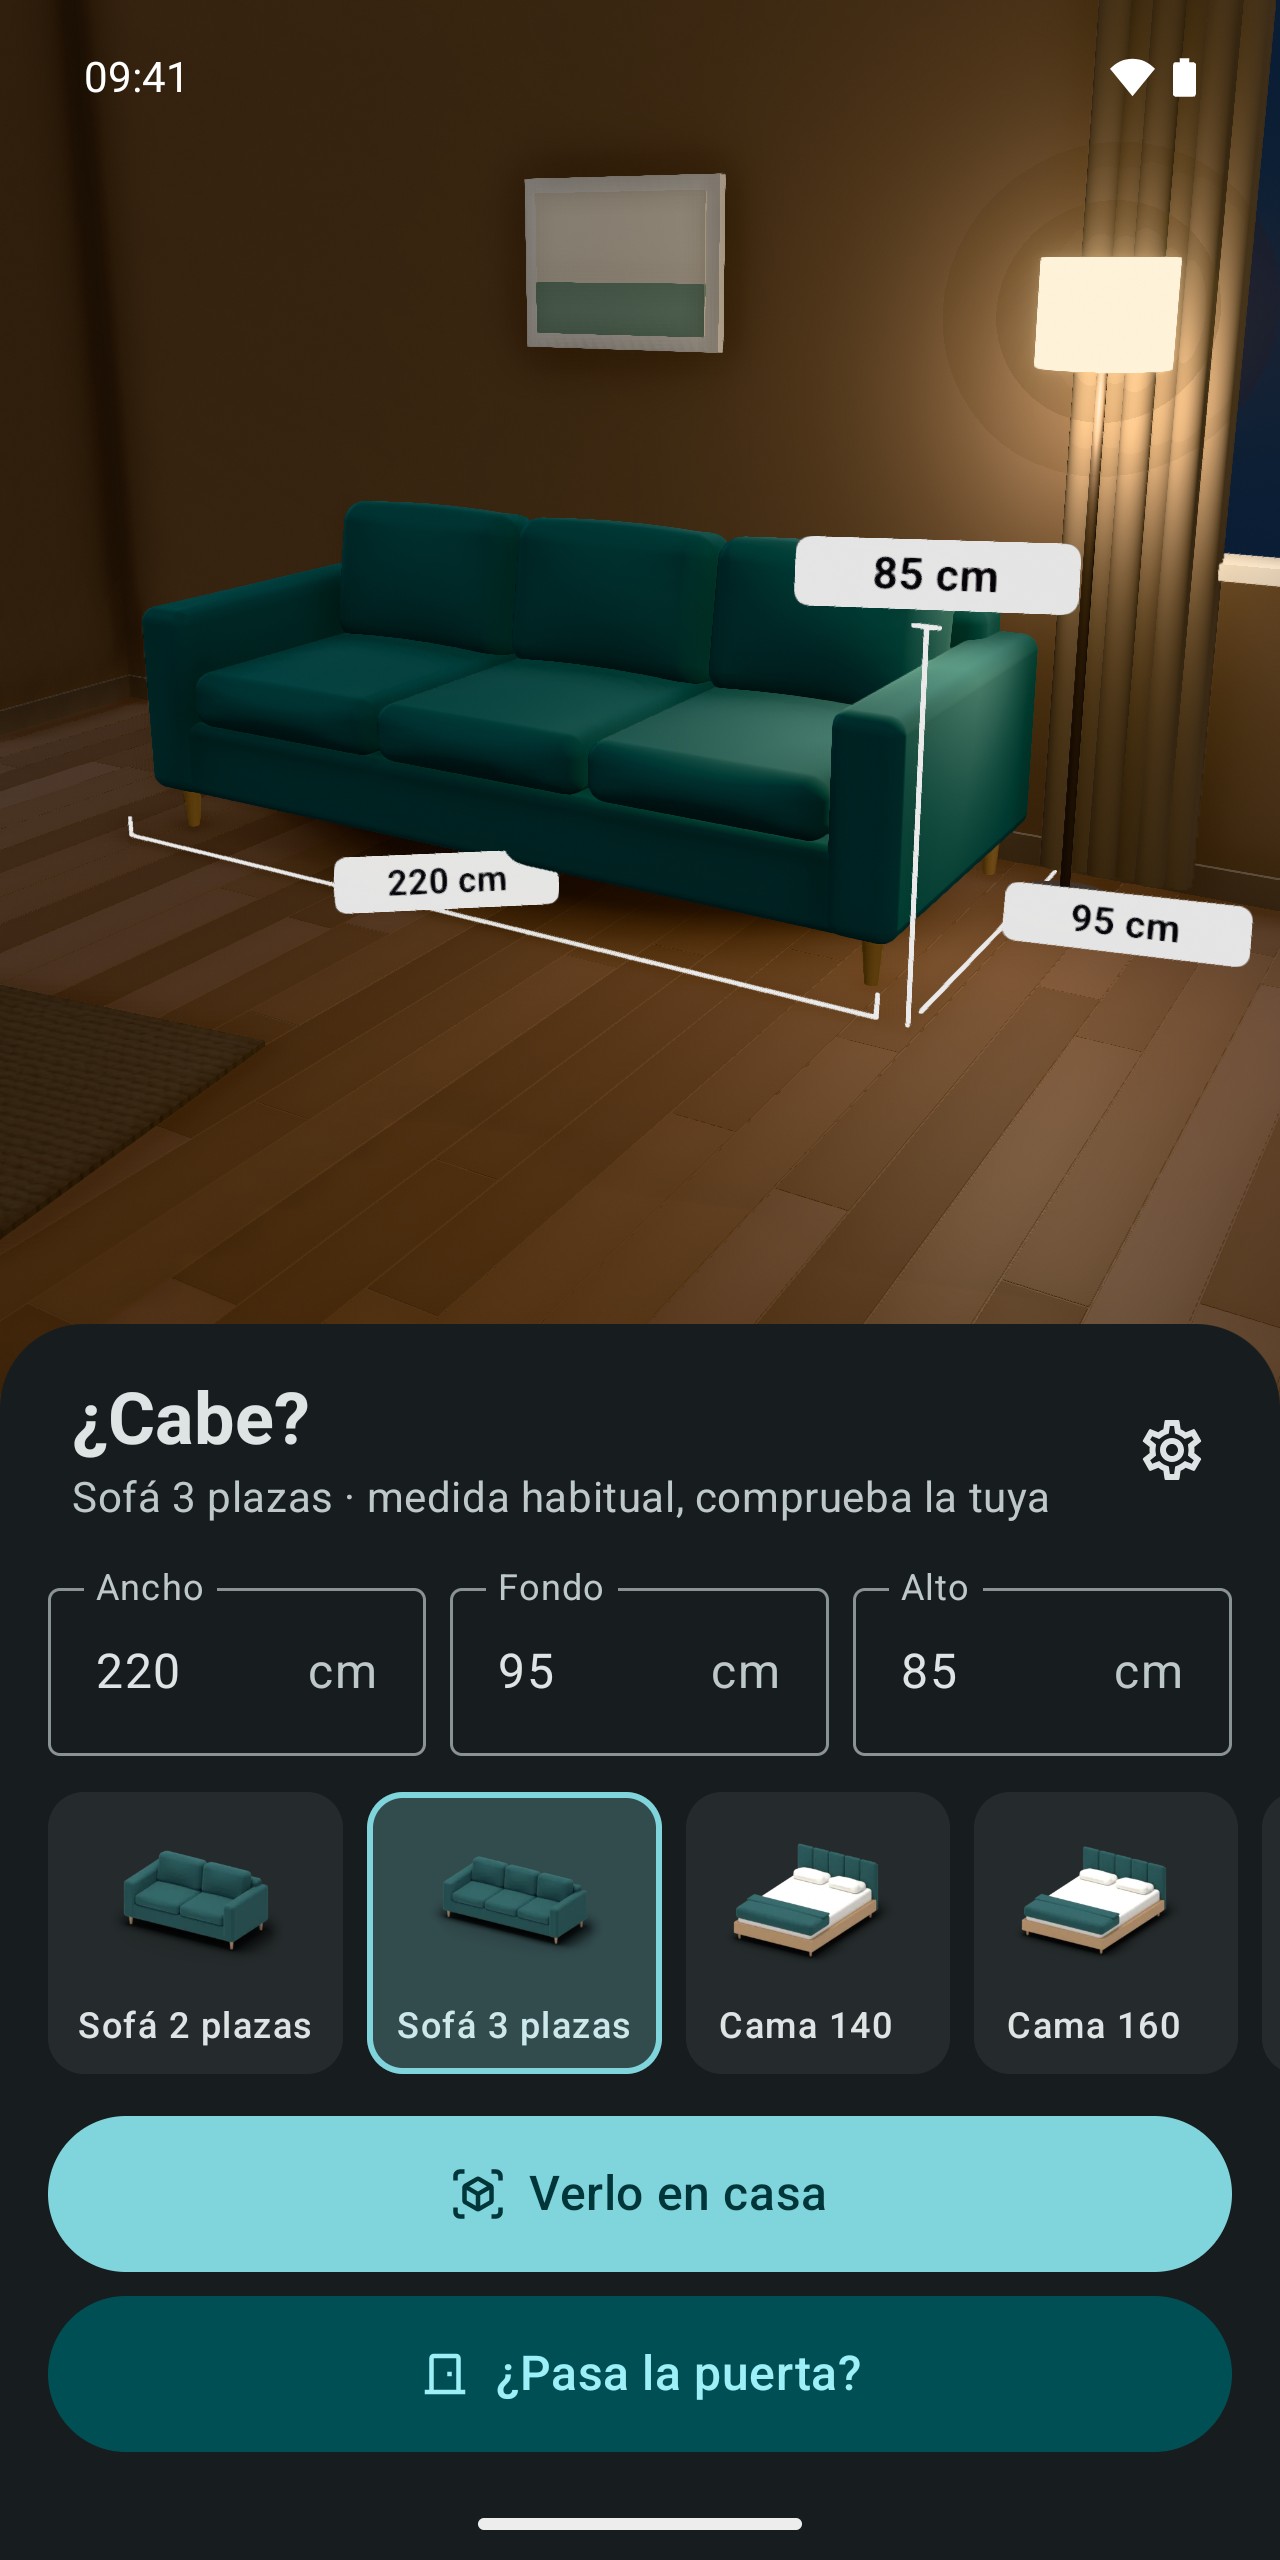 09:41
85 cm
220 cm
95 cm
¿Cabe?
Sofá 3 plazas · medida habitual, comprueba la tuya
Ancho Fondo Alto
220 cm 95 cm 85 cm
Sofá 2 plazas Sofá 3 plazas Cama 140 Cama 160
Verlo en casa
¿Pasa la puerta?